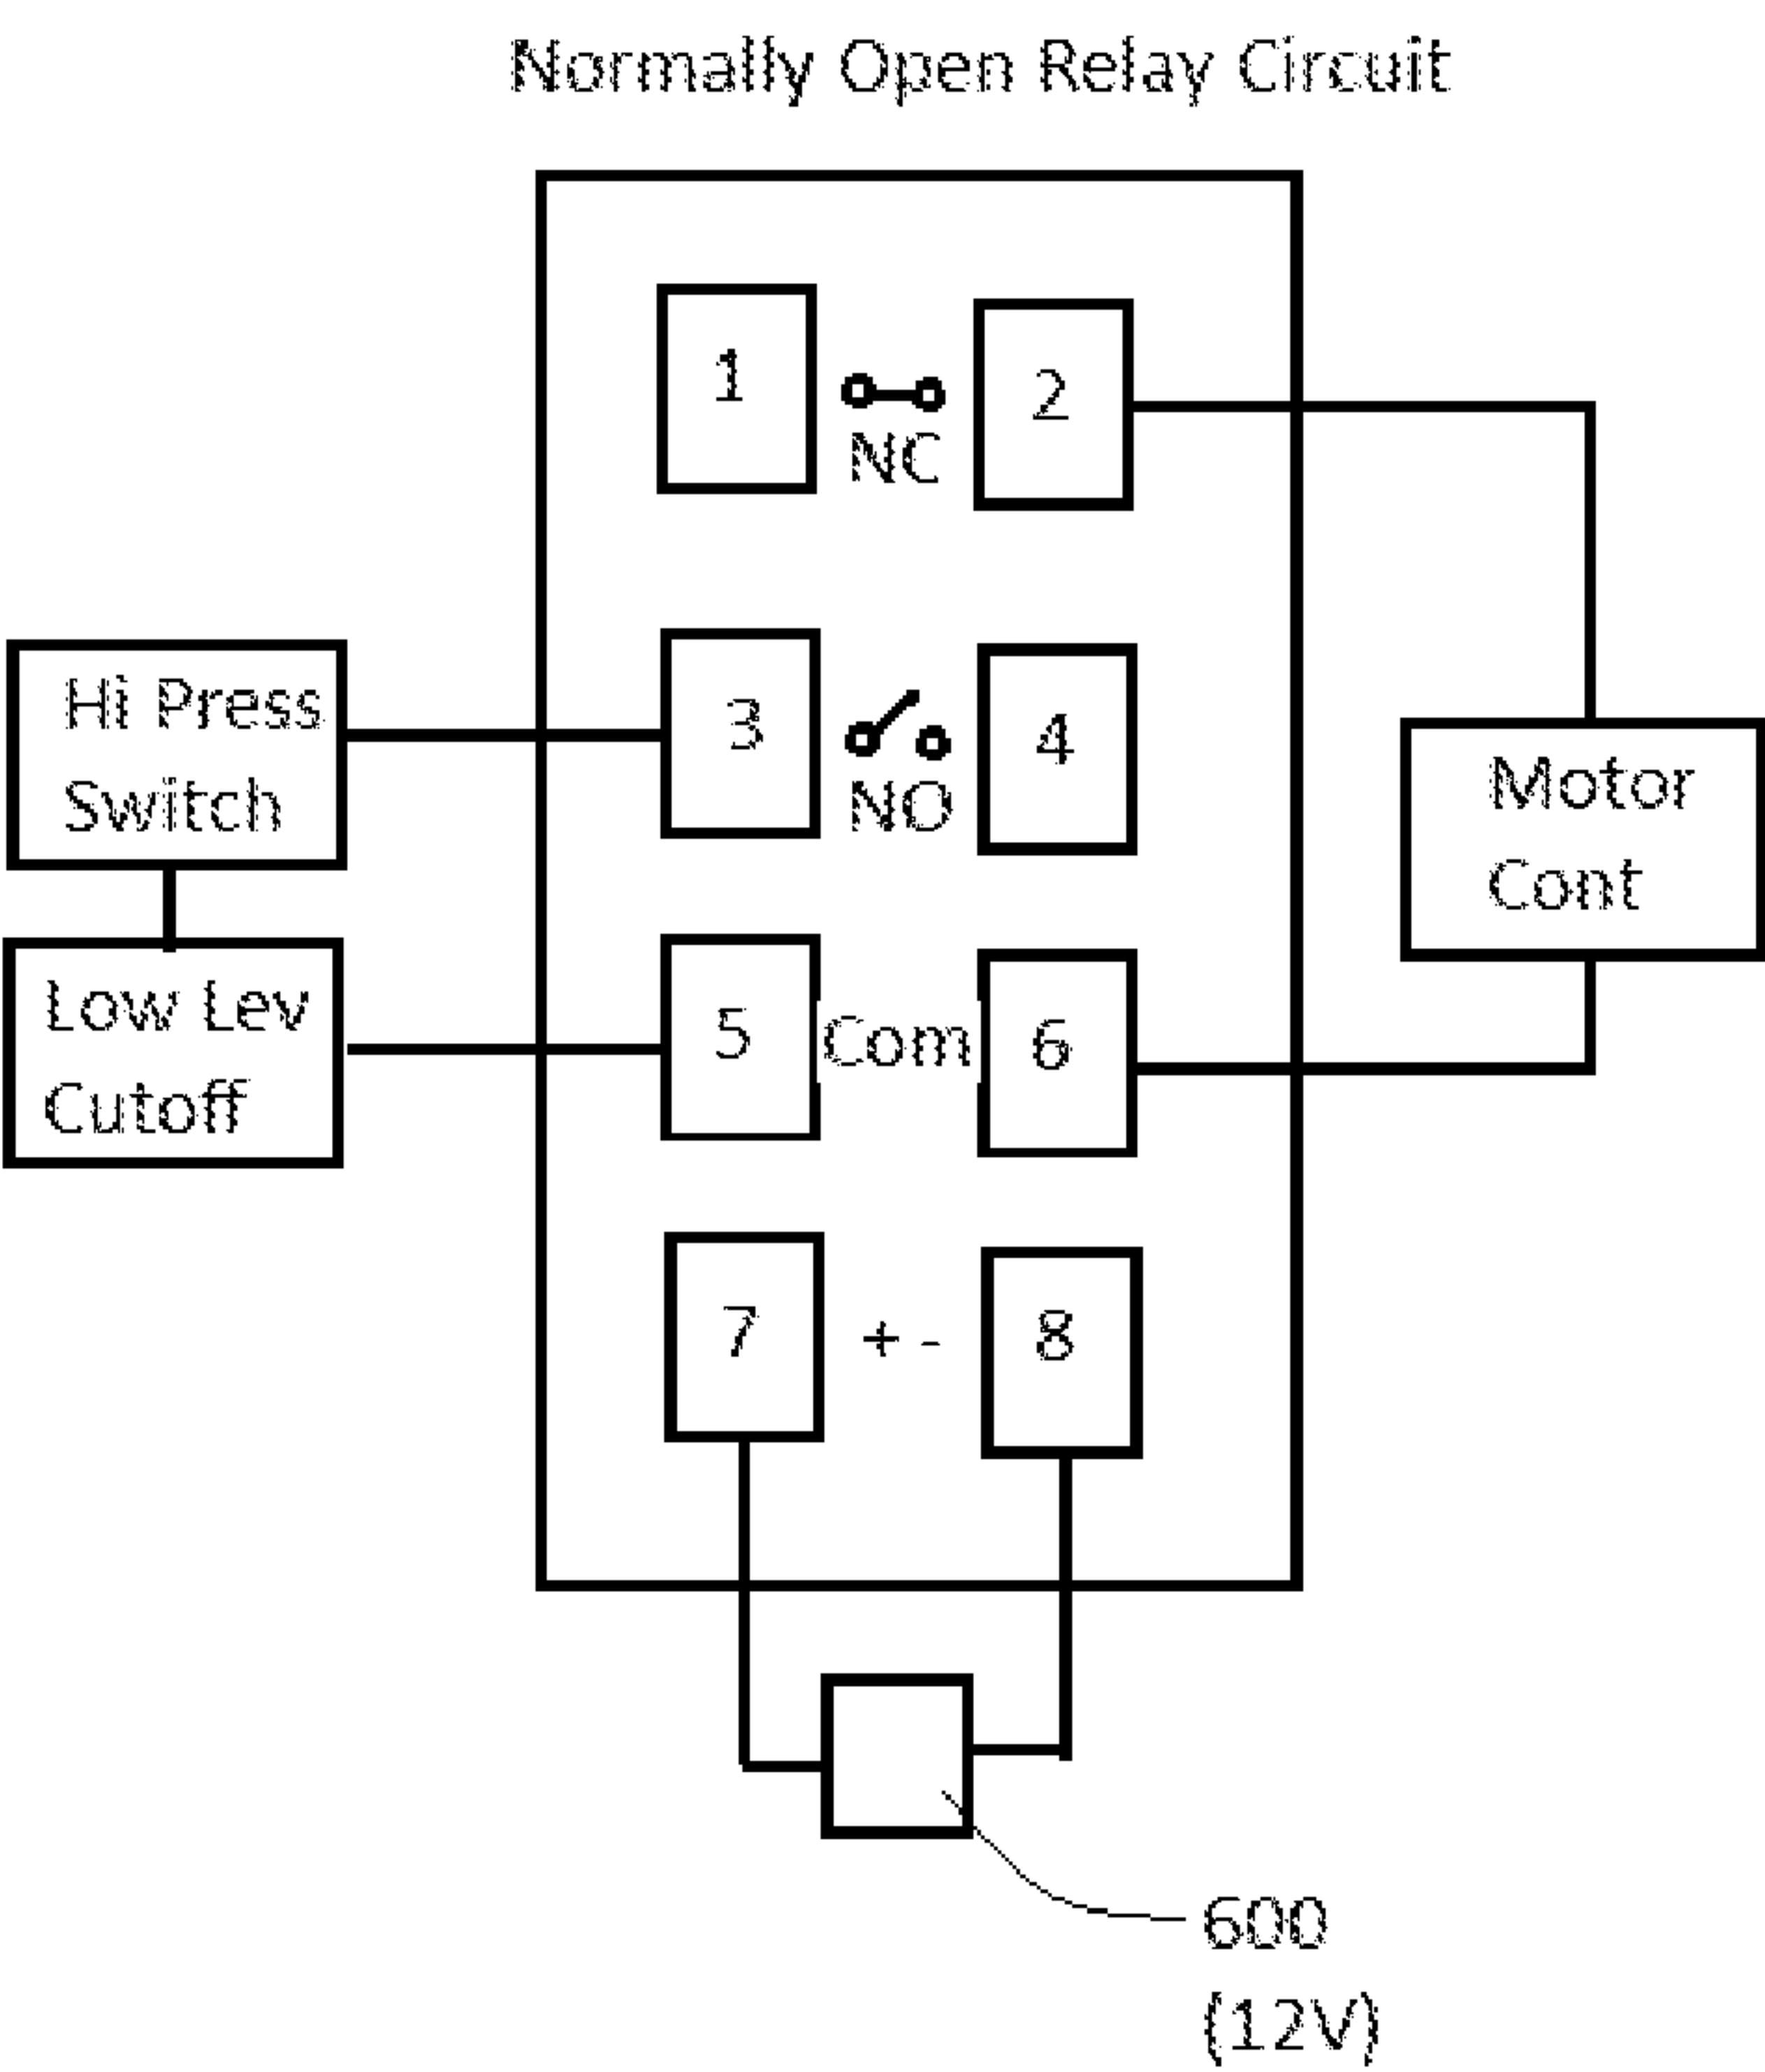 Normally Open Relay Circuit
1
2
NC
Hi Press
Switch
3
4
NO
Motor
Cont
Low Lev
Cutoff
5
Com
6
7
+ -
8
600
(12V)